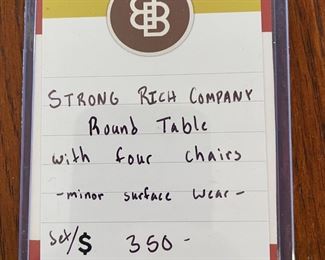 STRONG RICH COMPANY
Round Table
with four chairs
- minor surface wear -
Set/$ 350 -